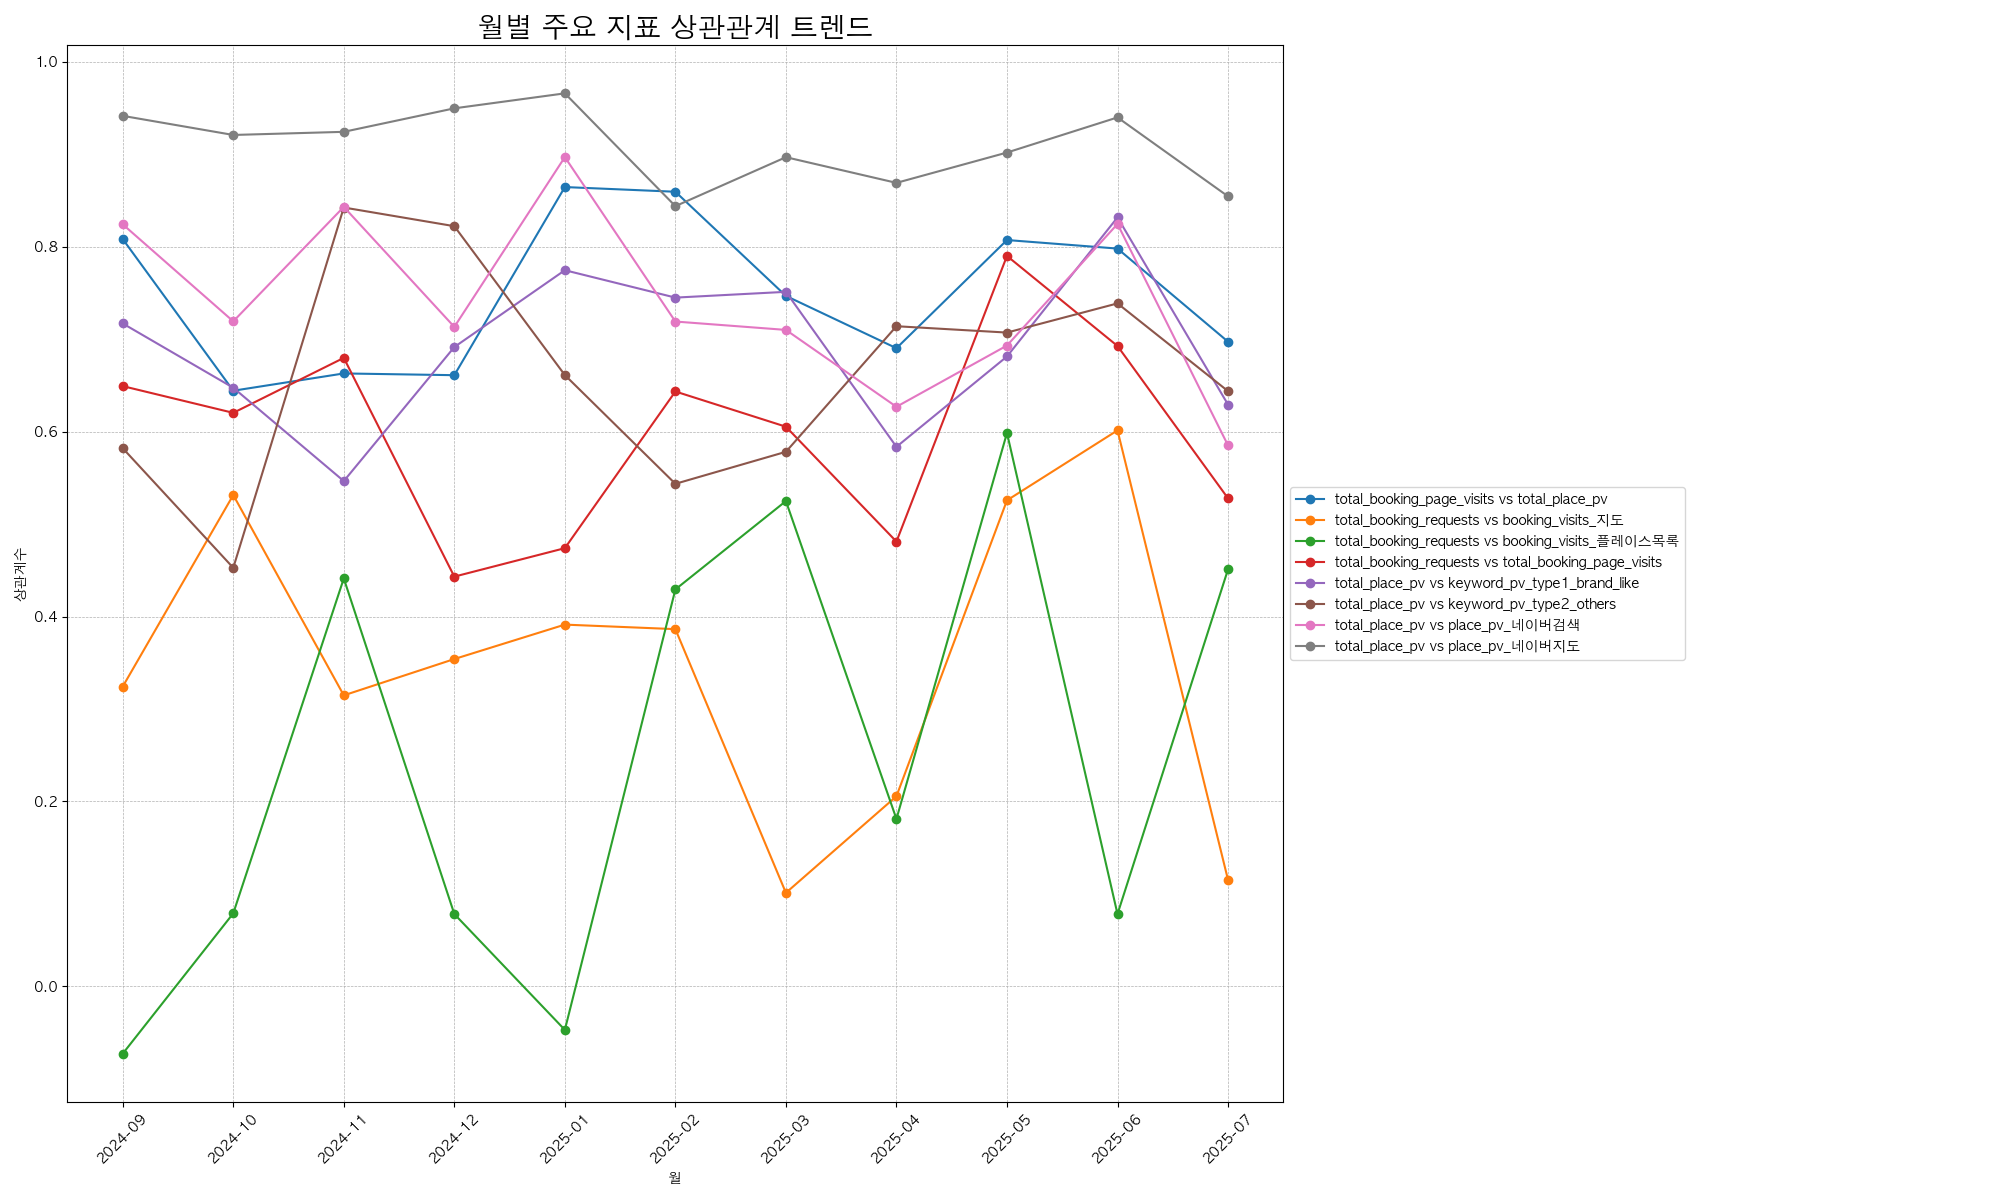 월별 주요 지표 상관관계 트렌드
1.0
0.8
0.6
0.4
0.2
0.0
상관계수
2024-09
2024-10
2024-11
2024-12
2025-01
2025-02
2025-03
2025-04
2025-05
2025-06
2025-07
월
total_booking_page_visits vs total_place_pv
total_booking_requests vs booking_visits_지도
total_booking_requests vs booking_visits_플레이스목록
total_booking_requests vs total_booking_page_visits
total_place_pv vs keyword_pv_type1_brand_like
total_place_pv vs keyword_pv_type2_others
total_place_pv vs place_pv_네이버검색
total_place_pv vs place_pv_네이버지도